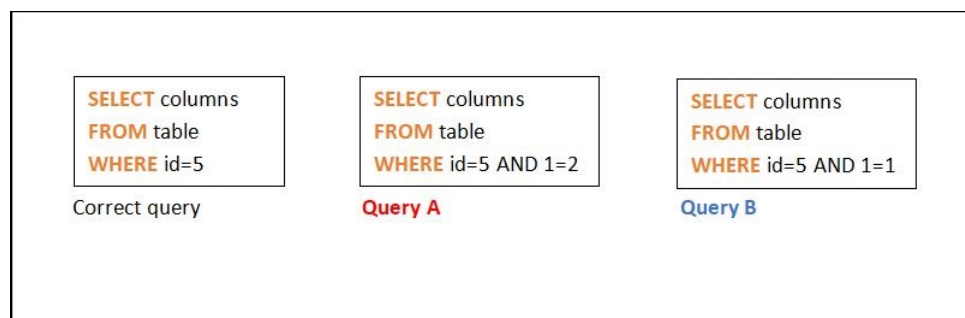 SELECT columns
FROM table
WHERE id=5
Correct query
SELECT columns
FROM table
WHERE id=5 AND 1=2
Query A
SELECT columns
FROM table
WHERE id=5 AND 1=1
Query B